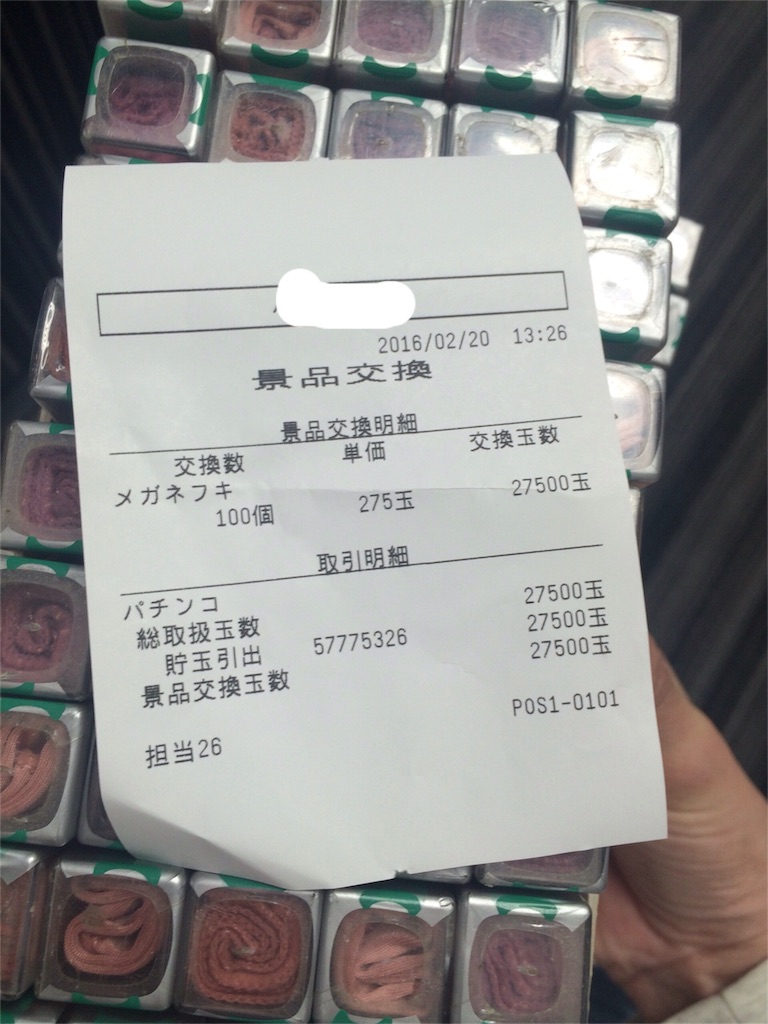 2016/02/20 13:26
景品交換
景品交換明細
交換数 単価 交換玉数
メガネフキ
100個 275玉 27500玉
取引明細
パチンコ
総取扱玉数 27500玉
貯玉引出 57775326 27500玉
景品交換玉数 27500玉
POS1-0101
担当26